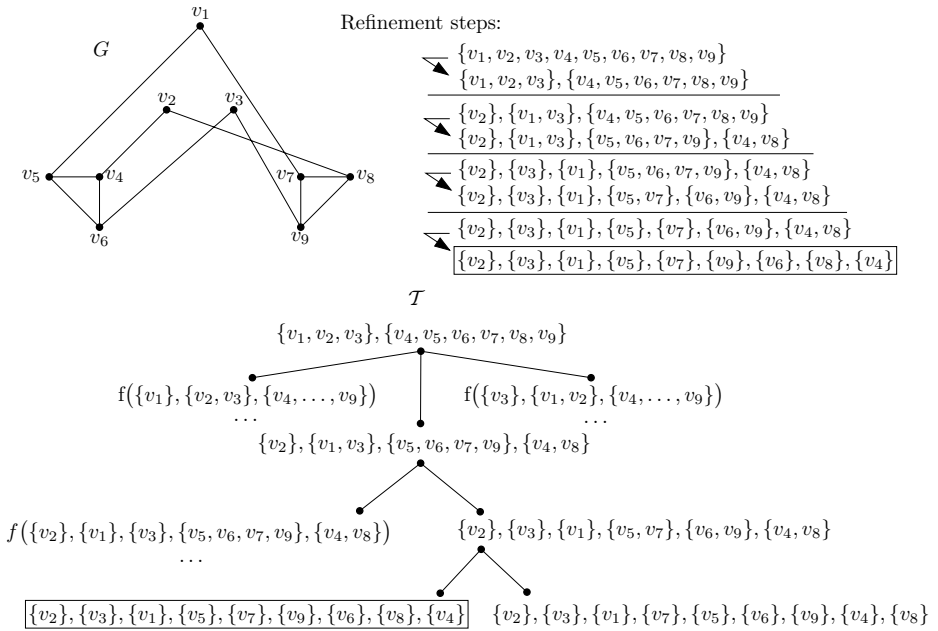 G
v₁
v₂
v₃
v₅
v₄
v₆
v₇
v₈
v₉
Refinement steps:
{v₁, v₂, v₃, v₄, v₅, v₆, v₇, v₈, v₉}
{v₁, v₂, v₃}, {v₄, v₅, v₆, v₇, v₈, v₉}
{v₂}, {v₁, v₃}, {v₄, v₅, v₆, v₇, v₈, v₉}
{v₂}, {v₁, v₃}, {v₅, v₆, v₇, v₉}, {v₄, v₈}
{v₂}, {v₃}, {v₁}, {v₅, v₆, v₇, v₉}, {v₄, v₈}
{v₂}, {v₃}, {v₁}, {v₅, v₇}, {v₆, v₉}, {v₄, v₈}
{v₂}, {v₃}, {v₁}, {v₅}, {v₇}, {v₆, v₉}, {v₄, v₈}
{v₂}, {v₃}, {v₁}, {v₅}, {v₇}, {v₉}, {v₆}, {v₈}, {v₄}
𝒯
{v₁, v₂, v₃}, {v₄, v₅, v₆, v₇, v₈, v₉}
f({v₁}, {v₂, v₃}, {v₄, . . . , v₉})
. . .
f({v₃}, {v₁, v₂}, {v₄, . . . , v₉})
. . .
{v₂}, {v₁, v₃}, {v₅, v₆, v₇, v₉}, {v₄, v₈}
f({v₂}, {v₁}, {v₃}, {v₅, v₆, v₇, v₉}, {v₄, v₈})
. . .
{v₂}, {v₃}, {v₁}, {v₅, v₇}, {v₆, v₉}, {v₄, v₈}
{v₂}, {v₃}, {v₁}, {v₅}, {v₇}, {v₉}, {v₆}, {v₈}, {v₄}
{v₂}, {v₃}, {v₁}, {v₇}, {v₅}, {v₆}, {v₉}, {v₄}, {v₈}